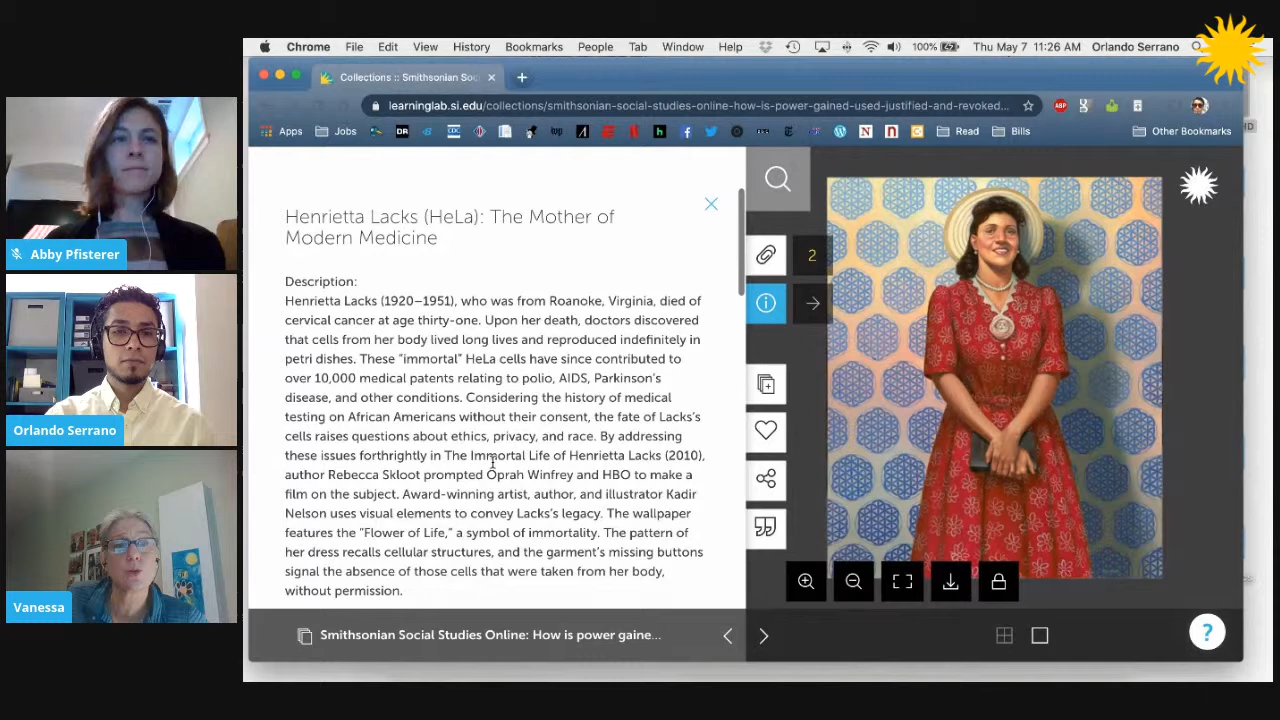 Chrome File Edit View History Bookmarks People Tab Window Help 100% Thu May 7 11:26 AM Orlando Serrano
Collections :: Smithsonian Soc
learninglab.si.edu/collections/smithsonian-social-studies-online-how-is-power-gained-used-justified-and-revoked...
ABP
Apps Jobs DR CDC wp A h N n C Read Bills Other Bookmarks
HD
Henrietta Lacks (HeLa): The Mother of
Modern Medicine
Description:
Henrietta Lacks (1920–1951), who was from Roanoke, Virginia, died of
cervical cancer at age thirty-one. Upon her death, doctors discovered
that cells from her body lived long lives and reproduced indefinitely in
petri dishes. These "immortal" HeLa cells have since contributed to
over 10,000 medical patents relating to polio, AIDS, Parkinson's
disease, and other conditions. Considering the history of medical
testing on African Americans without their consent, the fate of Lacks's
cells raises questions about ethics, privacy, and race. By addressing
these issues forthrightly in The Immortal Life of Henrietta Lacks (2010),
author Rebecca Skloot prompted Oprah Winfrey and HBO to make a
film on the subject. Award-winning artist, author, and illustrator Kadir
Nelson uses visual elements to convey Lacks's legacy. The wallpaper
features the "Flower of Life," a symbol of immortality. The pattern of
her dress recalls cellular structures, and the garment's missing buttons
signal the absence of those cells that were taken from her body,
without permission.
2
Smithsonian Social Studies Online: How is power gaine...
?
Abby Pfisterer
Orlando Serrano
Vanessa